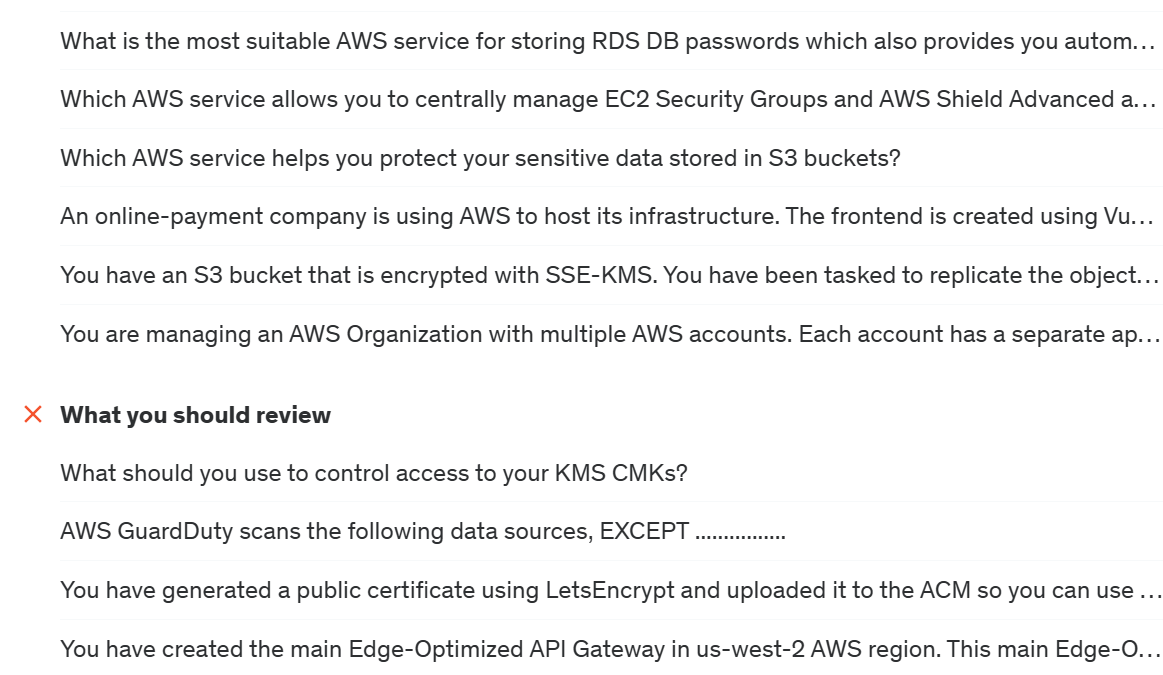 What is the most suitable AWS service for storing RDS DB passwords which also provides you autom...
Which AWS service allows you to centrally manage EC2 Security Groups and AWS Shield Advanced a...
Which AWS service helps you protect your sensitive data stored in S3 buckets?
An online-payment company is using AWS to host its infrastructure. The frontend is created using Vu...
You have an S3 bucket that is encrypted with SSE-KMS. You have been tasked to replicate the object...
You are managing an AWS Organization with multiple AWS accounts. Each account has a separate ap...
What you should review
What should you use to control access to your KMS CMKs?
AWS GuardDuty scans the following data sources, EXCEPT ................
You have generated a public certificate using LetsEncrypt and uploaded it to the ACM so you can use ...
You have created the main Edge-Optimized API Gateway in us-west-2 AWS region. This main Edge-O...